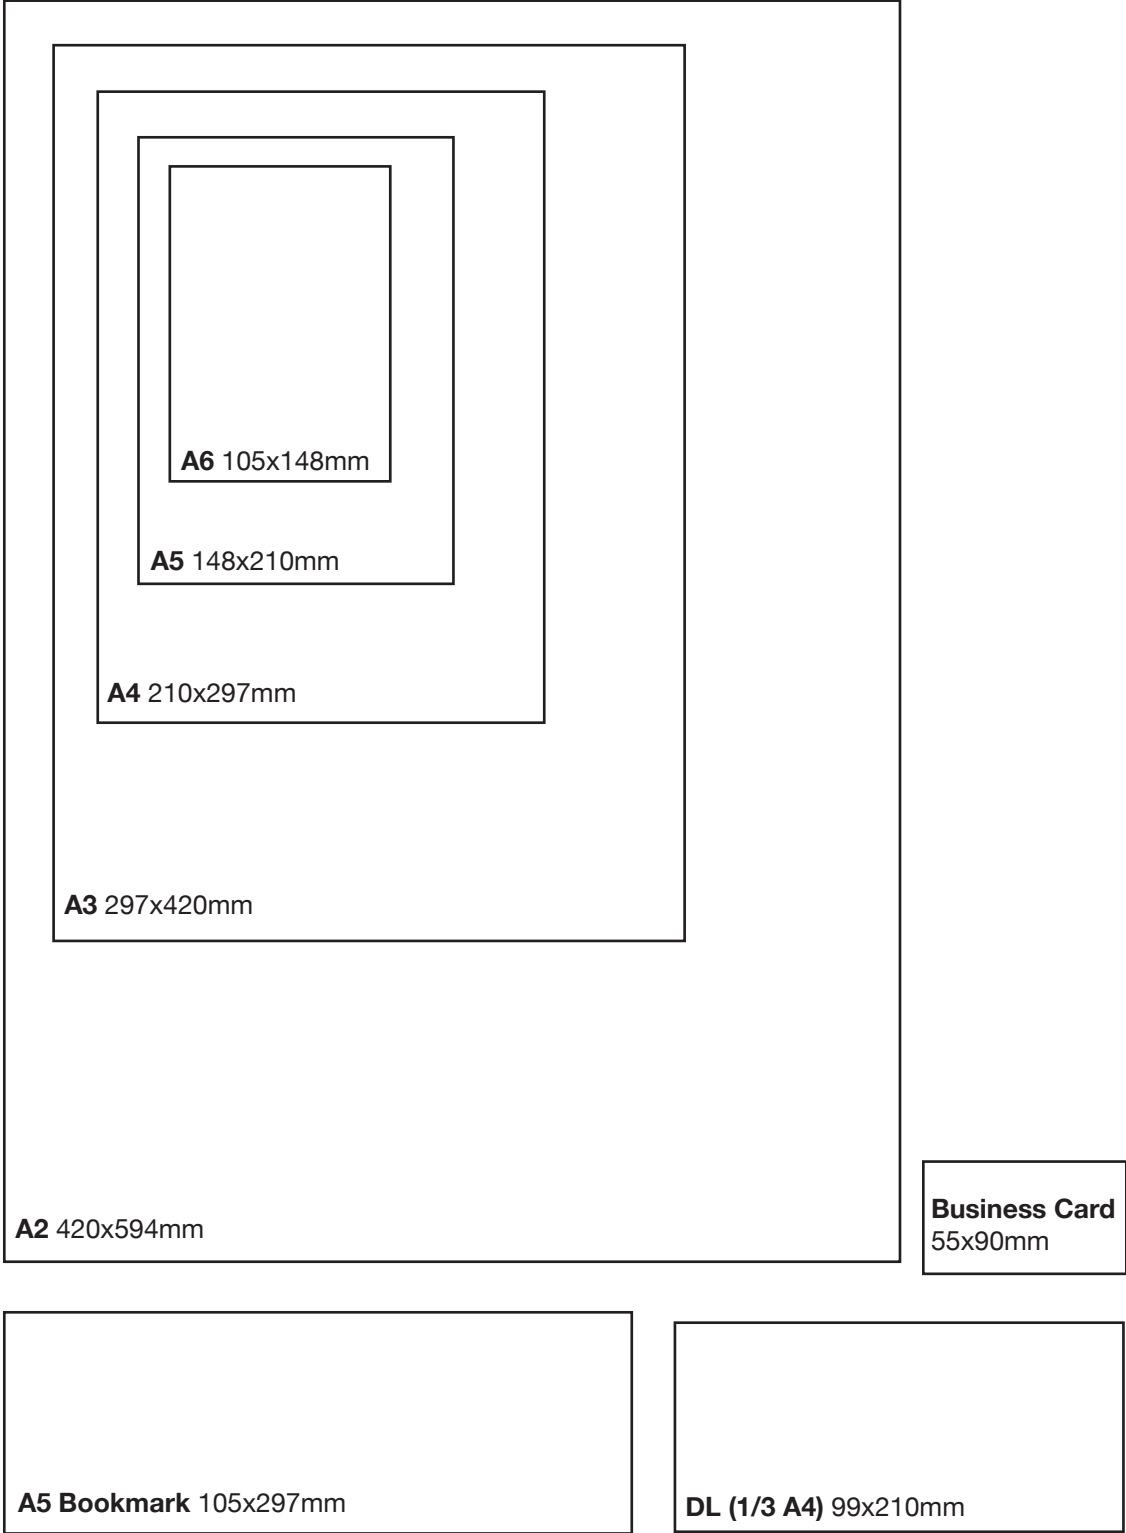 A6 105x148mm
A5 148x210mm
A4 210x297mm
A3 297x420mm
A2 420x594mm
Business Card
55x90mm
A5 Bookmark 105x297mm
DL (1/3 A4) 99x210mm